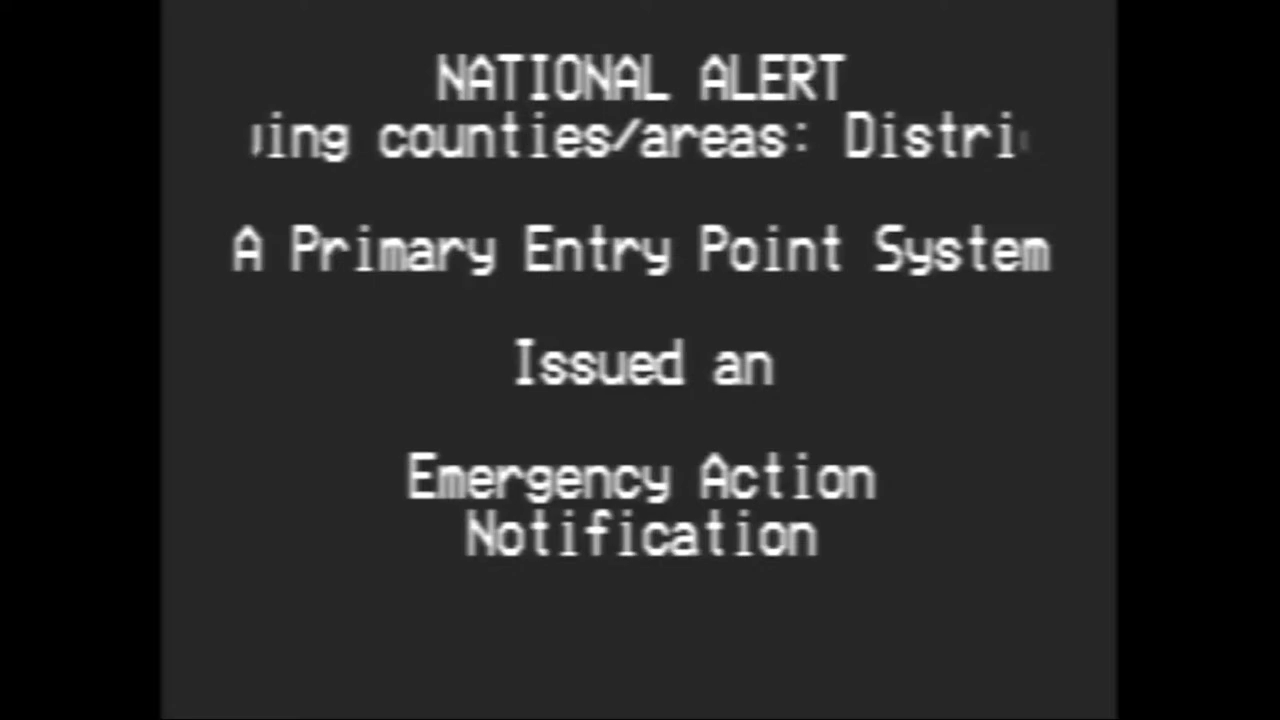 NATIONAL ALERT
ing counties/areas: Distri
A Primary Entry Point System
Issued an
Emergency Action
Notification